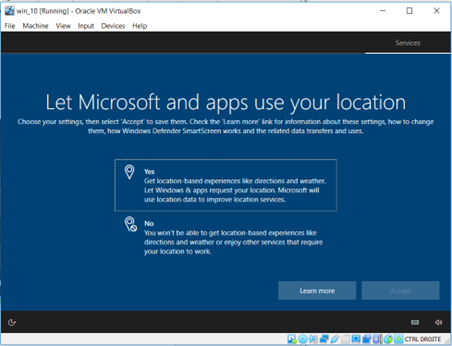 win_10 [Running] - Oracle VM VirtualBox
File Machine View Input Devices Help
Services
Let Microsoft and apps use your location
Choose your settings, then select 'Accept' to save them. Check the 'Learn more' link for information about these settings, how to change
them, how Windows Defender SmartScreen works and the related data transfers and uses.
Yes
Get location-based experiences like directions and weather.
Let Windows & apps request your location. Microsoft will
use location data to improve location services.
No
You won't be able to get location-based experiences like
directions and weather or enjoy other services that require
your location to work.
Learn more
Accept
CTRL DROITE